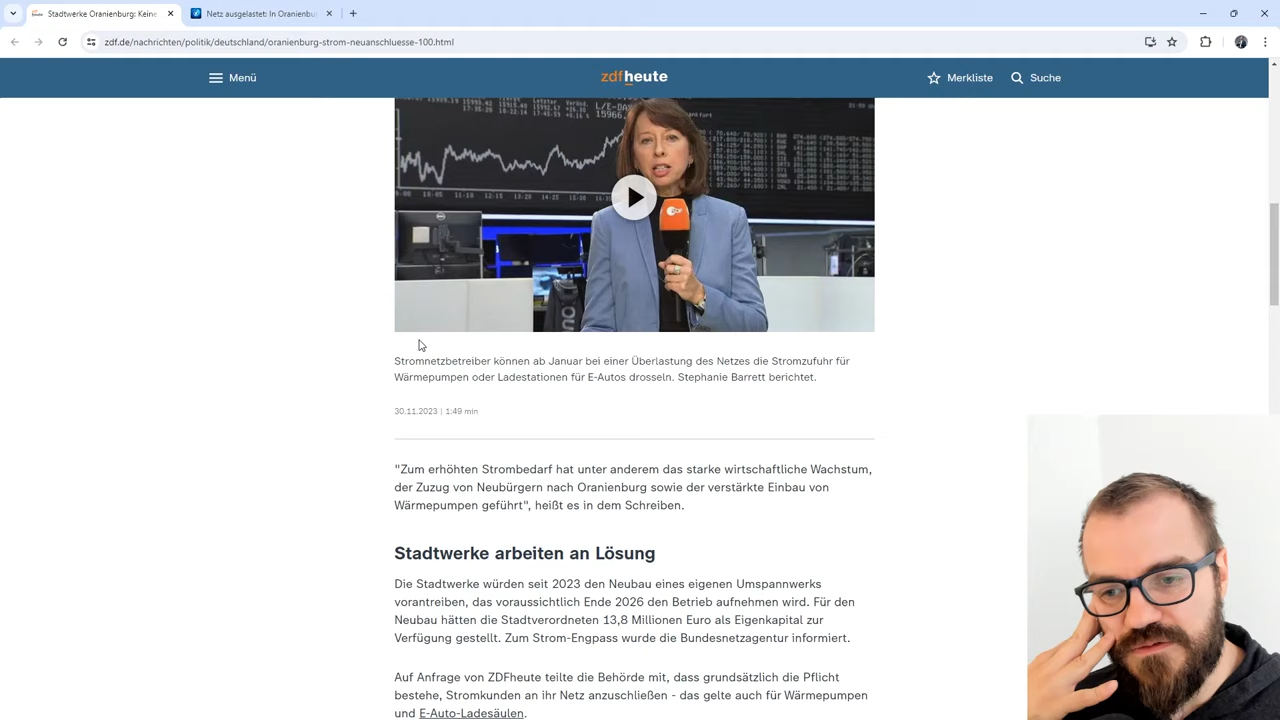 Stadtwerke Oranienburg: Keine
Netz ausgelastet: In Oranienbur
zdf.de/nachrichten/politik/deutschland/oranienburg-strom-neuanschluesse-100.html
Menü
zdfheute
Merkliste
Suche
L/E-DAX
15966,
Stromnetzbetreiber können ab Januar bei einer Überlastung des Netzes die Stromzufuhr für
Wärmepumpen oder Ladestationen für E-Autos drosseln. Stephanie Barrett berichtet.
30.11.2023 | 1:49 min
"Zum erhöhten Strombedarf hat unter anderem das starke wirtschaftliche Wachstum,
der Zuzug von Neubürgern nach Oranienburg sowie der verstärkte Einbau von
Wärmepumpen geführt", heißt es in dem Schreiben.
Stadtwerke arbeiten an Lösung
Die Stadtwerke würden seit 2023 den Neubau eines eigenen Umspannwerks
vorantreiben, das voraussichtlich Ende 2026 den Betrieb aufnehmen wird. Für den
Neubau hätten die Stadtverordneten 13,8 Millionen Euro als Eigenkapital zur
Verfügung gestellt. Zum Strom-Engpass wurde die Bundesnetzagentur informiert.
Auf Anfrage von ZDFheute teilte die Behörde mit, dass grundsätzlich die Pflicht
bestehe, Stromkunden an ihr Netz anzuschließen - das gelte auch für Wärmepumpen
und E-Auto-Ladesäulen.